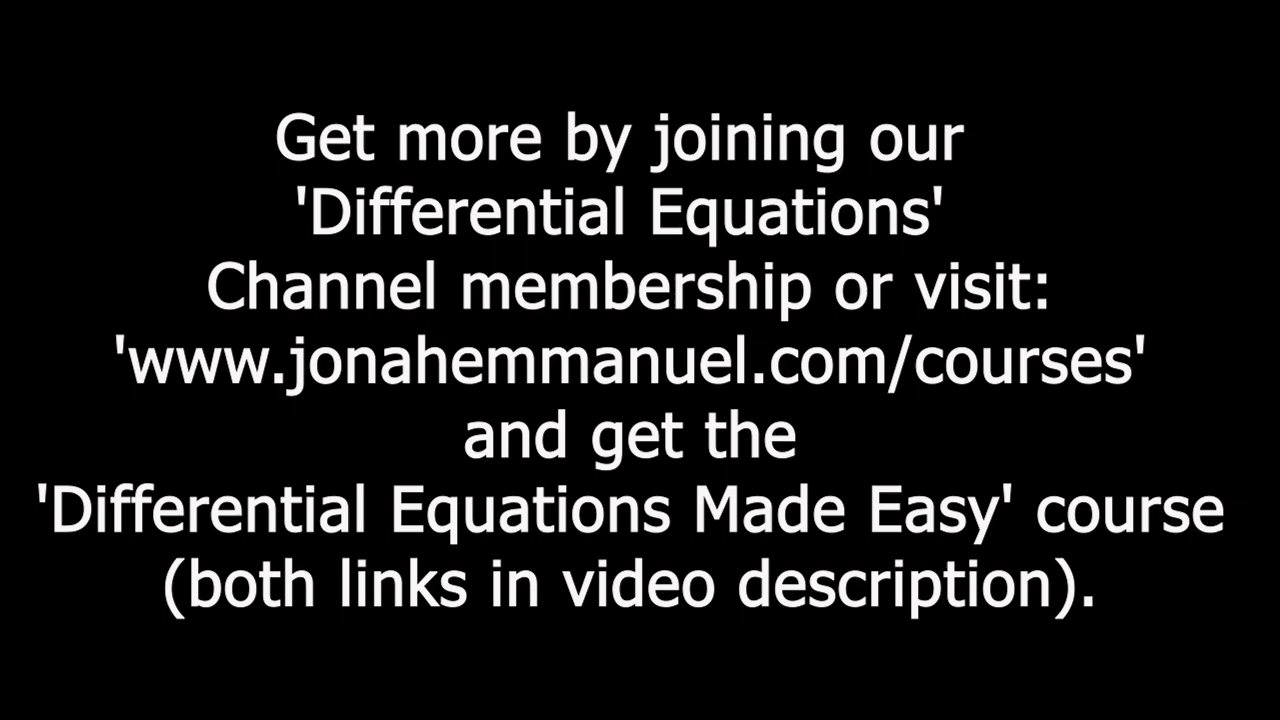 Get more by joining our
'Differential Equations'
Channel membership or visit:
'www.jonahemmanuel.com/courses'
and get the
'Differential Equations Made Easy' course
(both links in video description).